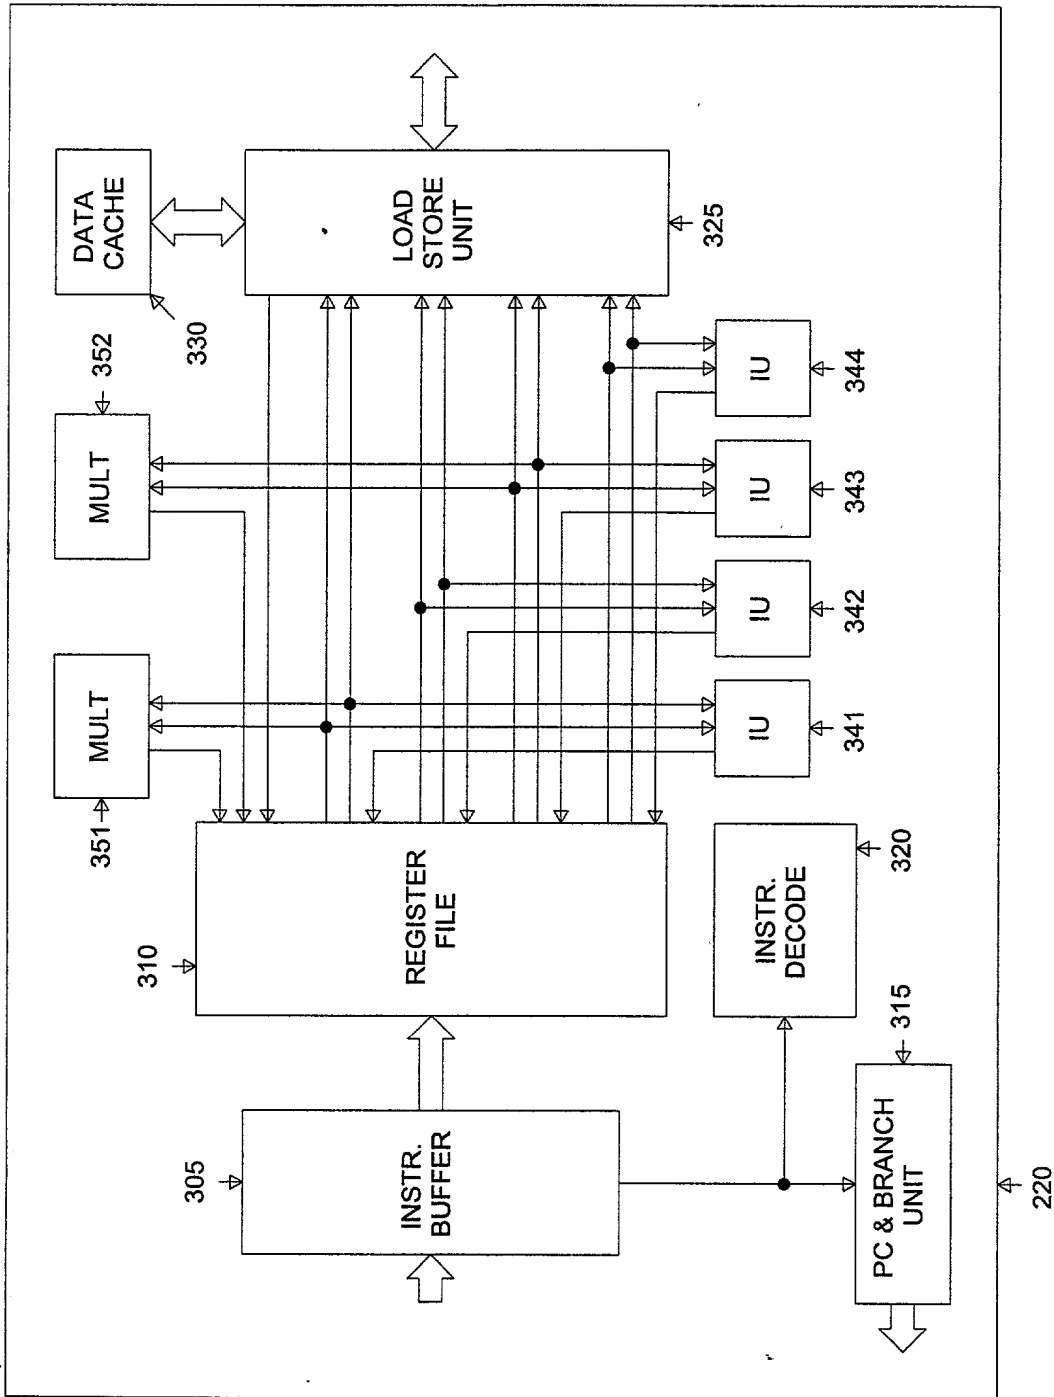 DATA
CACHE
330
352
MULT
351
MULT
LOAD
STORE
UNIT
325
310
REGISTER
FILE
305
INSTR.
BUFFER
IU
344
IU
343
IU
342
IU
341
INSTR.
DECODE
320
315
PC & BRANCH
UNIT
220